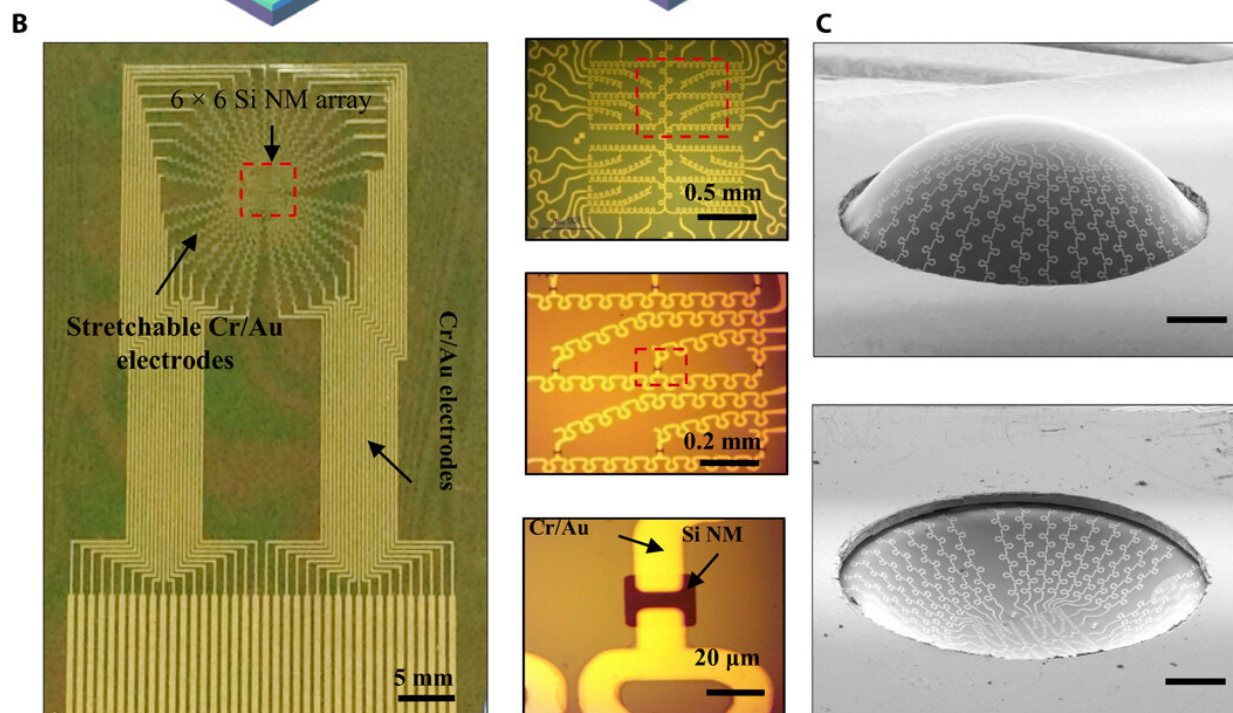 B
6 × 6 Si NM array
Stretchable Cr/Au
electrodes
Cr/Au electrodes
5 mm
0.5 mm
0.2 mm
Cr/Au
Si NM
20 µm
C